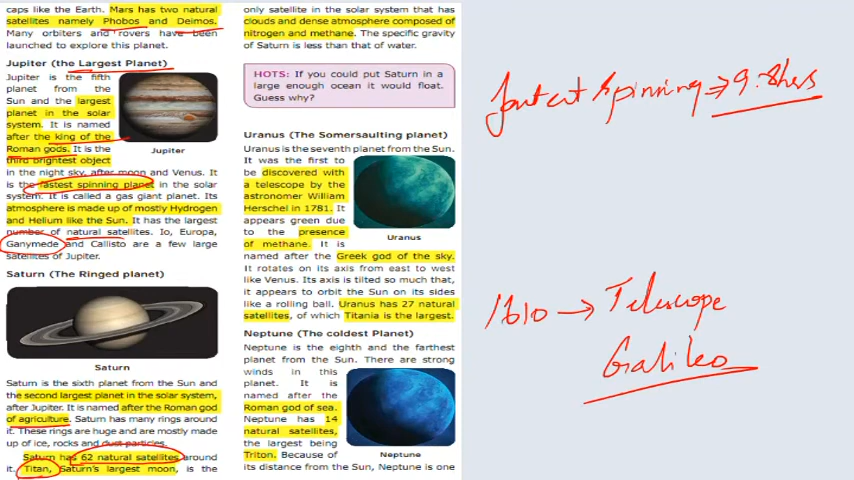 caps like the Earth. Mars has two natural
satellites namely Phobos and Deimos.
Many orbiters and rovers have been
launched to explore this planet.
Jupiter (the Largest Planet)
Jupiter is the fifth
planet from the
Sun and the largest
planet in the solar
system. It is named
after the king of the
Roman gods. It is the
third brightest object
in the night sky, after moon and Venus. It
is the fastest spinning planet in the solar
system. It is called a gas giant planet. Its
atmosphere is made up of mostly Hydrogen
and Helium like the Sun. It has the largest
number of natural satellites. Io, Europa,
Ganymede and Callisto are a few large
satellites of Jupiter.
Jupiter
Saturn (The Ringed planet)
Saturn
Saturn is the sixth planet from the Sun and
the second largest planet in the solar system,
after Jupiter. It is named after the Roman god
of agriculture. Saturn has many rings around
it. These rings are huge and are mostly made
up of ice, rocks and dust particles.
Saturn has 62 natural satellites around
it. Titan, Saturn's largest moon, is the
only satellite in the solar system that has
clouds and dense atmosphere composed of
nitrogen and methane. The specific gravity
of Saturn is less than that of water.
HOTS: If you could put Saturn in a
large enough ocean it would float.
Guess why?
Uranus (The Somersaulting planet)
Uranus is the seventh planet from the Sun.
It was the first to
be discovered with
a telescope by the
astronomer William
Herschel in 1781. It
appears green due
to the presence
of methane. It is
named after the Greek god of the sky.
It rotates on its axis from east to west
like Venus. Its axis is tilted so much that,
it appears to orbit the Sun on its sides
like a rolling ball. Uranus has 27 natural
satellites, of which Titania is the largest.
Uranus
Neptune (The coldest Planet)
Neptune is the eighth and the farthest
planet from the Sun. There are strong
winds in this
planet. It is
named after the
Roman god of sea.
Neptune has 14
natural satellites,
the largest being
Triton. Because of
its distance from the Sun, Neptune is one
Neptune
spinning → 9.8hrs
1610 → Telescope
Galileo